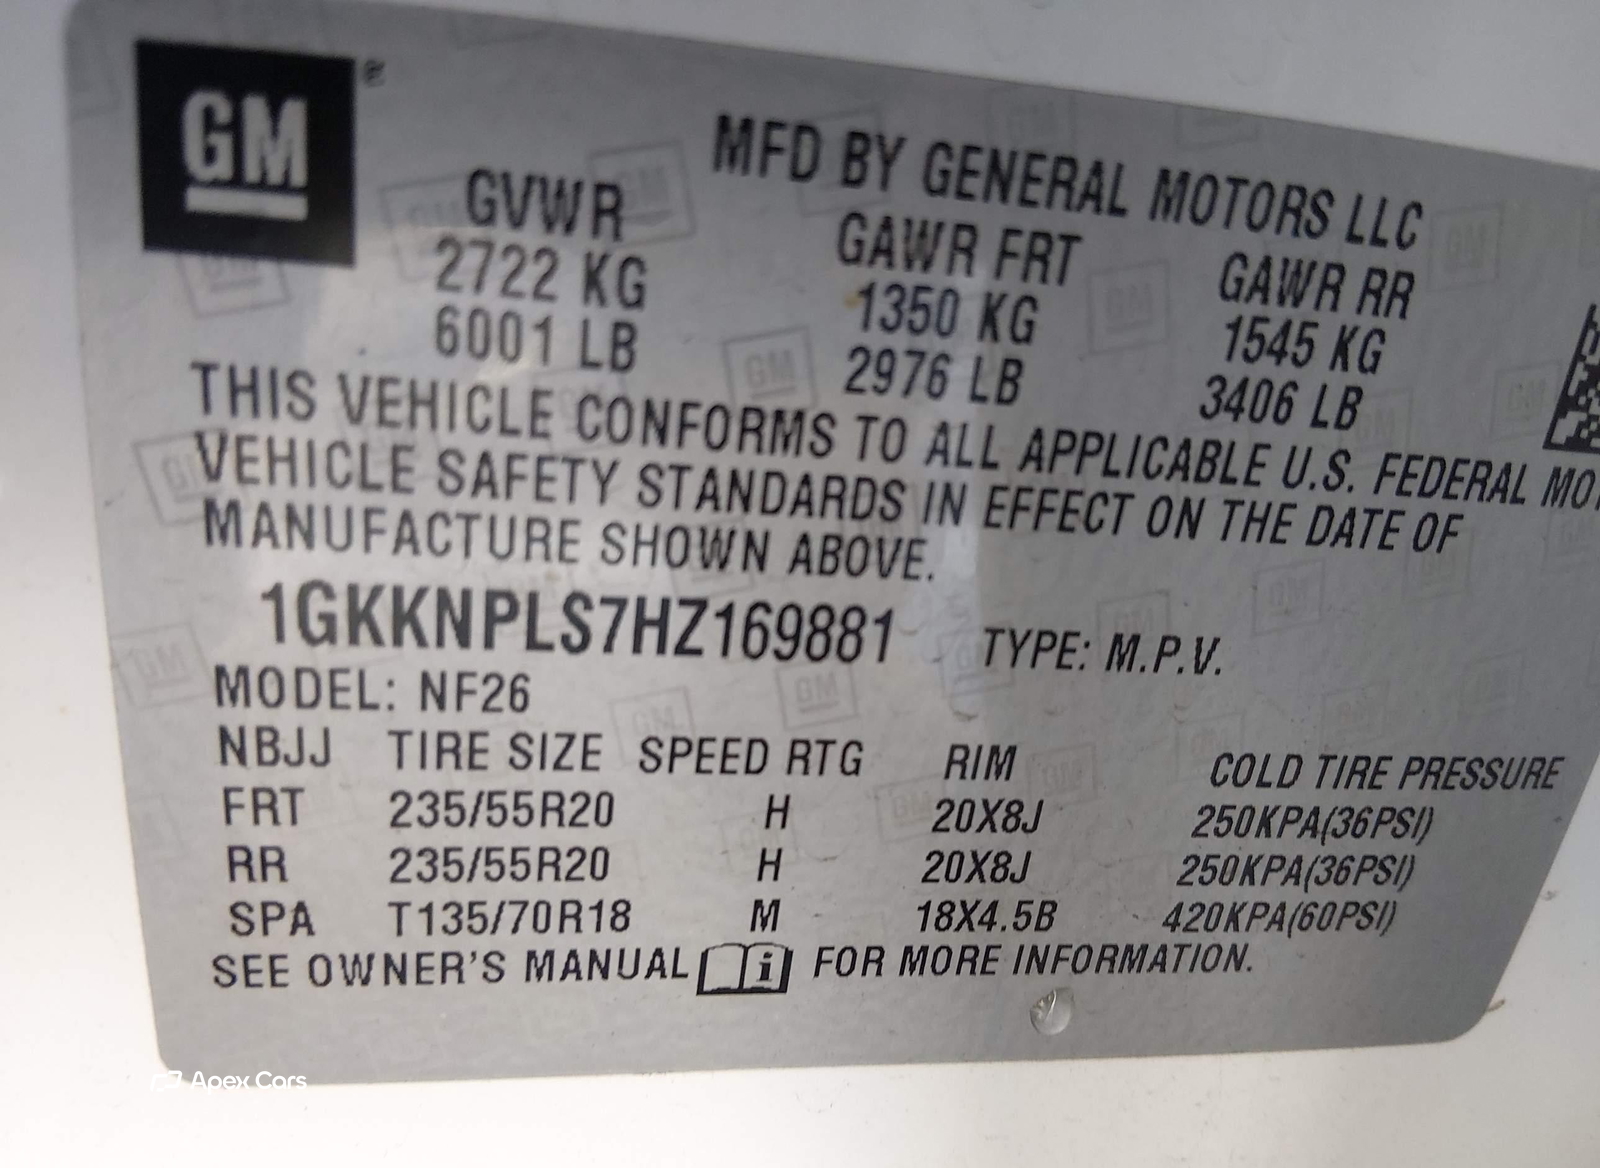 GM ®
MFD BY GENERAL MOTORS LLC
GVWR GAWR FRT GAWR RR
2722 KG 1350 KG 1545 KG
6001 LB 2976 LB 3406 LB
THIS VEHICLE CONFORMS TO ALL APPLICABLE U.S. FEDERAL MO
VEHICLE SAFETY STANDARDS IN EFFECT ON THE DATE OF
MANUFACTURE SHOWN ABOVE.
1GKKNPLS7HZ169881 TYPE: M.P.V.
MODEL: NF26
NBJJ TIRE SIZE SPEED RTG RIM COLD TIRE PRESSURE
FRT 235/55R20 H 20X8J 250KPA(36PSI)
RR 235/55R20 H 20X8J 250KPA(36PSI)
SPA T135/70R18 M 18X4.5B 420KPA(60PSI)
SEE OWNER'S MANUAL i FOR MORE INFORMATION.
Apex Cars